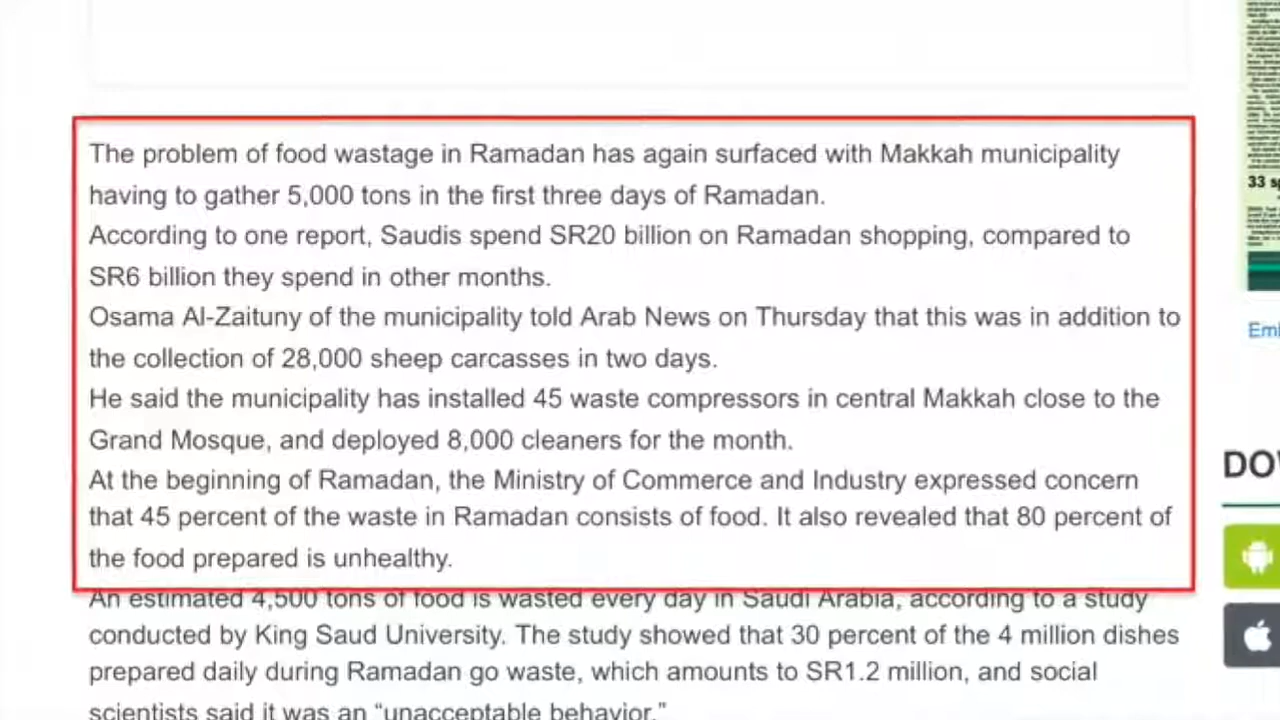 The problem of food wastage in Ramadan has again surfaced with Makkah municipality
having to gather 5,000 tons in the first three days of Ramadan.
According to one report, Saudis spend SR20 billion on Ramadan shopping, compared to
SR6 billion they spend in other months.
Osama Al-Zaituny of the municipality told Arab News on Thursday that this was in addition to
the collection of 28,000 sheep carcasses in two days.
He said the municipality has installed 45 waste compressors in central Makkah close to the
Grand Mosque, and deployed 8,000 cleaners for the month.
At the beginning of Ramadan, the Ministry of Commerce and Industry expressed concern
that 45 percent of the waste in Ramadan consists of food. It also revealed that 80 percent of
the food prepared is unhealthy.
An estimated 4,500 tons of food is wasted every day in Saudi Arabia, according to a study
conducted by King Saud University. The study showed that 30 percent of the 4 million dishes
prepared daily during Ramadan go waste, which amounts to SR1.2 million, and social
scientists said it was an “unacceptable behavior.”
33